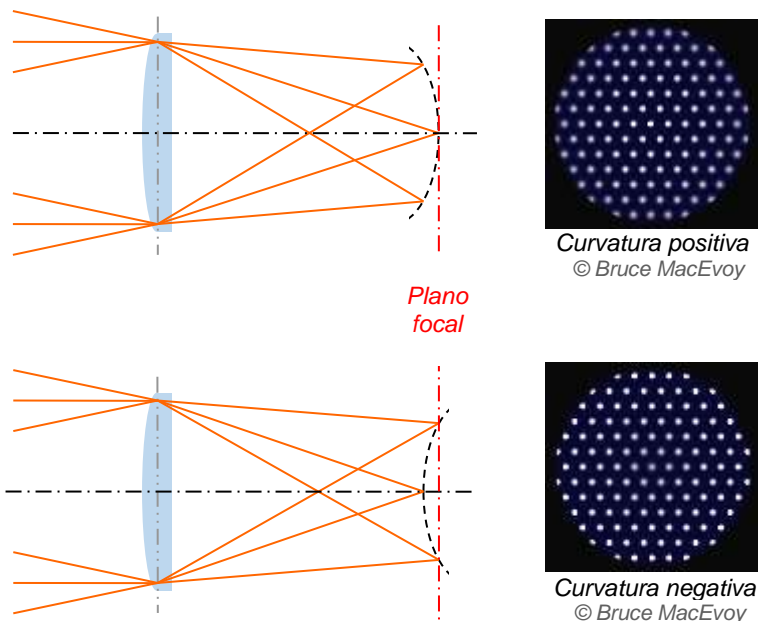 Curvatura positiva
© Bruce MacEvoy
Plano
focal
Curvatura negativa
© Bruce MacEvoy